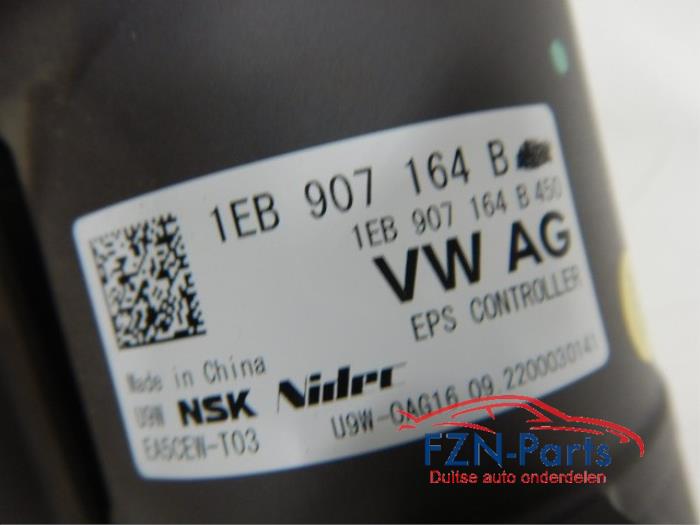 1EB 907 164 B
1EB 907 164 B 450
VW AG
EPS CONTROLLER
Made in China
U9W NSK Nidec
EA5CEW-T03
U9W-0AG16 09.2200030141
FZN-Parts
Duitse auto onderdelen